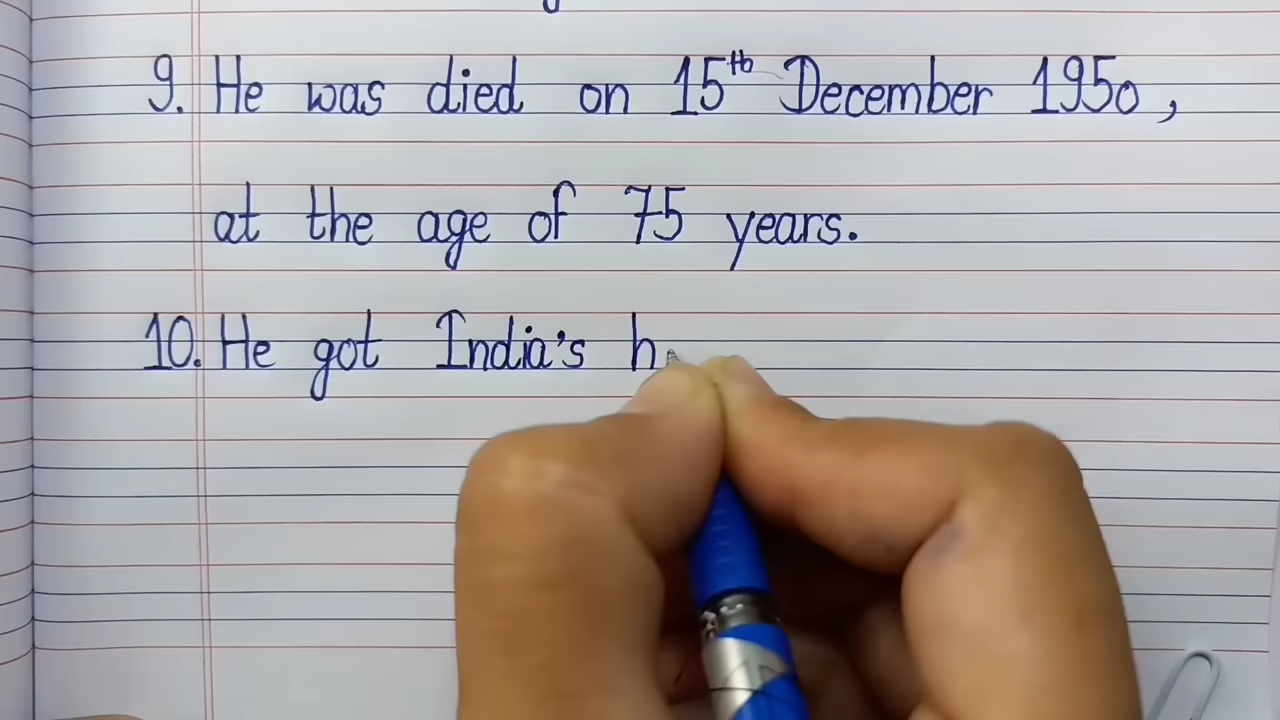 9. He was died on 15th December 1950,
at the age of 75 years.
10. He got India's h